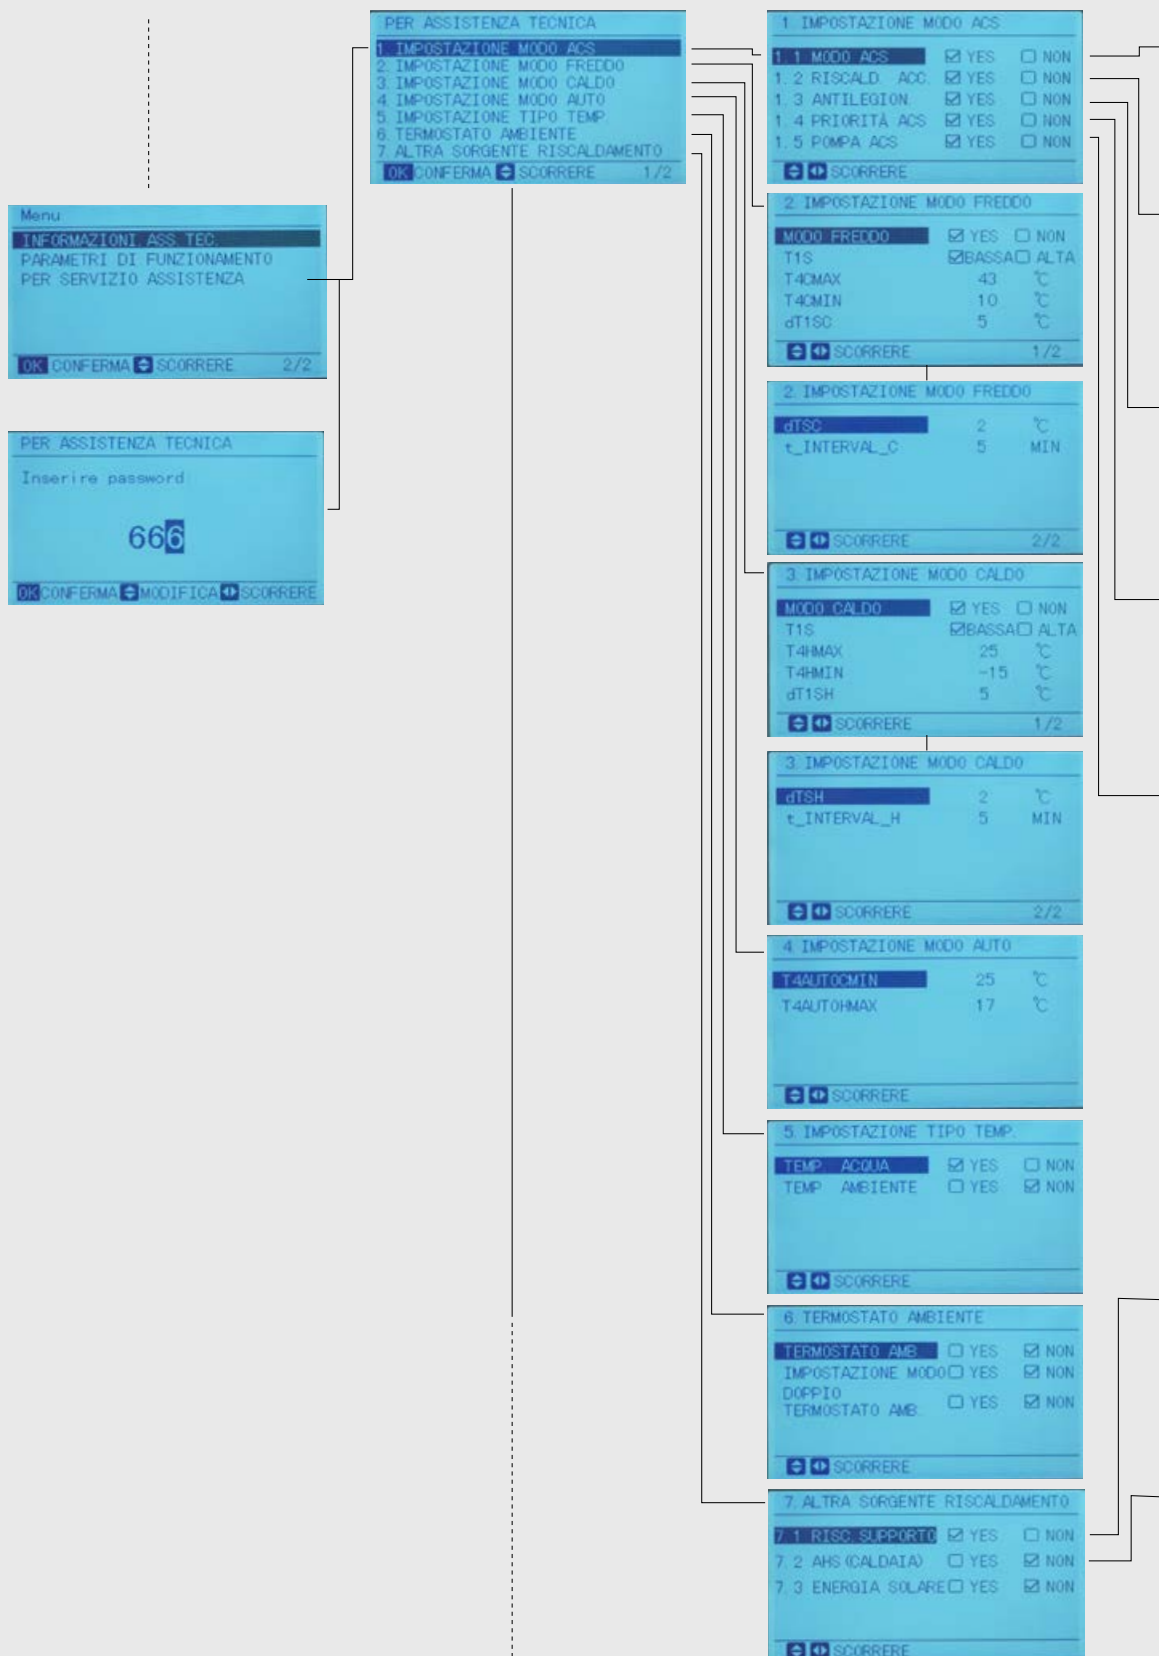 Menu
INFORMAZIONI ASS. TEC.
PARAMETRI DI FUNZIONAMENTO
PER SERVIZIO ASSISTENZA
OK CONFERMA SCORRERE 2/2
PER ASSISTENZA TECNICA
Inserire password
666
OK CONFERMA MODIFICA SCORRERE
PER ASSISTENZA TECNICA
1. IMPOSTAZIONE MODO ACS
2. IMPOSTAZIONE MODO FREDDO
3. IMPOSTAZIONE MODO CALDO
4. IMPOSTAZIONE MODO AUTO
5. IMPOSTAZIONE TIPO TEMP.
6. TERMOSTATO AMBIENTE
7. ALTRA SORGENTE RISCALDAMENTO
OK CONFERMA SCORRERE 1/2
1 IMPOSTAZIONE MODO ACS
1.1 MODO ACS ☑ YES ☐ NON
1.2 RISCALD. ACC. ☑ YES ☐ NON
1.3 ANTILEGION. ☑ YES ☐ NON
1.4 PRIORITÀ ACS ☑ YES ☐ NON
1.5 POMPA ACS ☑ YES ☐ NON
SCORRERE
2. IMPOSTAZIONE MODO FREDDO
MODO FREDDO ☑ YES ☐ NON
T1S ☑ BASSA ☐ ALTA
T4CMAX 43 ℃
T4CMIN 10 ℃
dT1SC 5 ℃
SCORRERE 1/2
2. IMPOSTAZIONE MODO FREDDO
dTSC 2 ℃
t_INTERVAL_C 5 MIN
SCORRERE 2/2
3. IMPOSTAZIONE MODO CALDO
MODO CALDO ☑ YES ☐ NON
T1S ☑ BASSA ☐ ALTA
T4HMAX 25 ℃
T4HMIN -15 ℃
dT1SH 5 ℃
SCORRERE 1/2
3. IMPOSTAZIONE MODO CALDO
dTSH 2 ℃
t_INTERVAL_H 5 MIN
SCORRERE 2/2
4. IMPOSTAZIONE MODO AUTO
T4AUTOCMIN 25 ℃
T4AUTOHMAX 17 ℃
SCORRERE
5. IMPOSTAZIONE TIPO TEMP.
TEMP. ACQUA ☑ YES ☐ NON
TEMP. AMBIENTE ☐ YES ☑ NON
SCORRERE
6. TERMOSTATO AMBIENTE
TERMOSTATO AMB. ☐ YES ☑ NON
IMPOSTAZIONE MODO ☐ YES ☑ NON
DOPPIO
TERMOSTATO AMB. ☐ YES ☑ NON
SCORRERE
7. ALTRA SORGENTE RISCALDAMENTO
7.1 RISC.SUPPORTO ☑ YES ☐ NON
7.2 AHS (CALDAIA) ☐ YES ☑ NON
7.3 ENERGIA SOLARE ☐ YES ☑ NON
SCORRERE